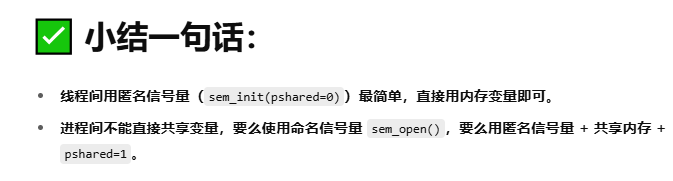 ✅ 小结一句话：
• 线程间用匿名信号量（sem_init(pshared=0)）最简单，直接用内存变量即可。
• 进程间不能直接共享变量，要么使用命名信号量 sem_open()，要么用匿名信号量 + 共享内存 +
pshared=1。